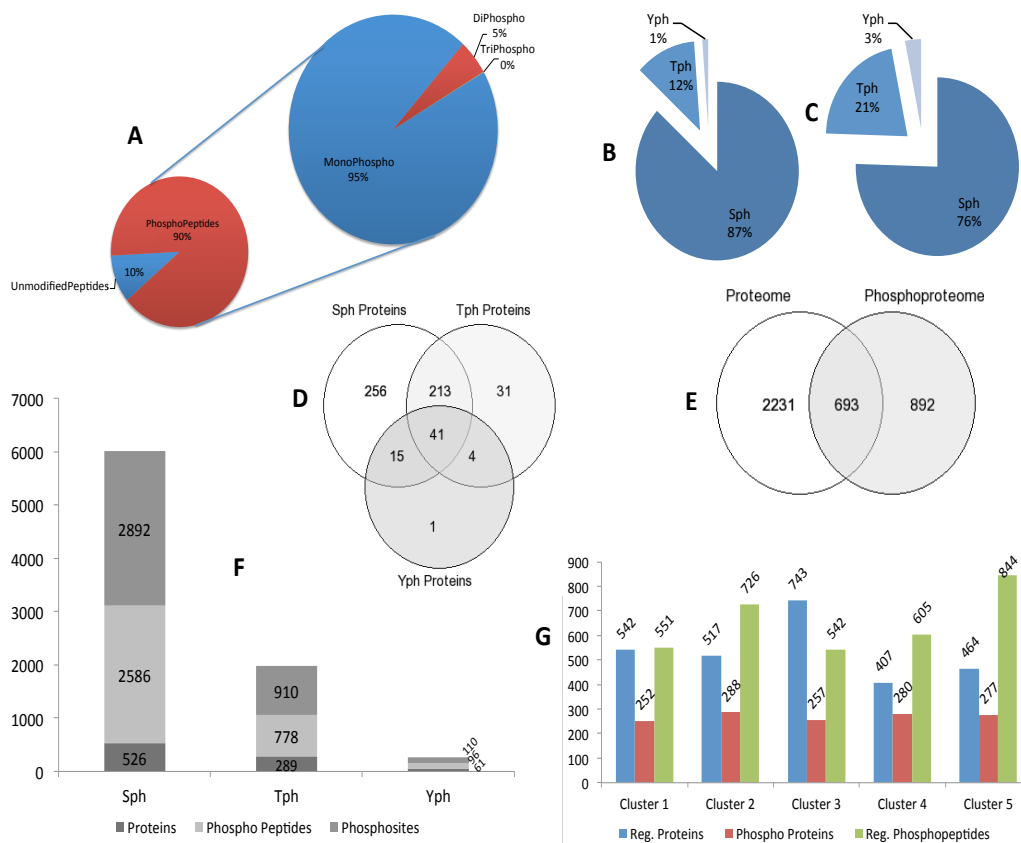 A
DiPhospho
5%
TriPhospho
0%
MonoPhospho
95%
PhosphoPeptides
90%
10%
UnmodifiedPeptides
B
Yph
1%
Tph
12%
Sph
87%
C
Yph
3%
Tph
21%
Sph
76%
D
Sph Proteins
Tph Proteins
256
213
31
41
15
4
1
Yph Proteins
E
Proteome
Phosphoproteome
2231
693
892
F
7000
6000
5000
4000
3000
2000
1000
0
2892
2586
526
910
778
289
110
96
61
Sph
Tph
Yph
Proteins
Phospho Peptides
Phosphosites
G
900
800
700
600
500
400
300
200
100
0
542
252
551
517
288
726
743
257
542
407
280
605
464
277
844
Cluster 1
Cluster 2
Cluster 3
Cluster 4
Cluster 5
Reg. Proteins
Phospho Proteins
Reg. Phosphopeptides